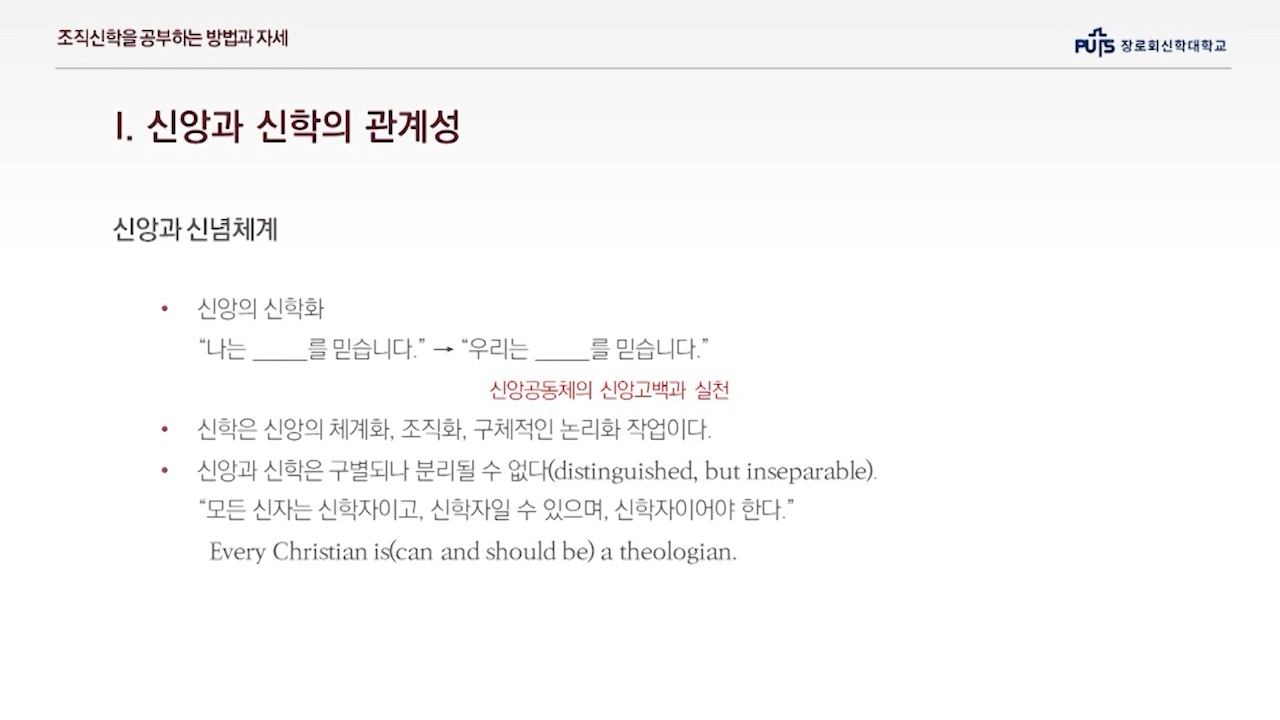 조직신학을 공부하는 방법과 자세
PUTS 장로회신학대학교
I. 신앙과 신학의 관계성
신앙과 신념체계
• 신앙의 신학화
“나는 _____를 믿습니다.” → “우리는 _____를 믿습니다.”
신앙공동체의 신앙고백과 실천
• 신학은 신앙의 체계화, 조직화, 구체적인 논리화 작업이다.
• 신앙과 신학은 구별되나 분리될 수 없다(distinguished, but inseparable).
“모든 신자는 신학자이고, 신학자일 수 있으며, 신학자이어야 한다.”
Every Christian is(can and should be) a theologian.